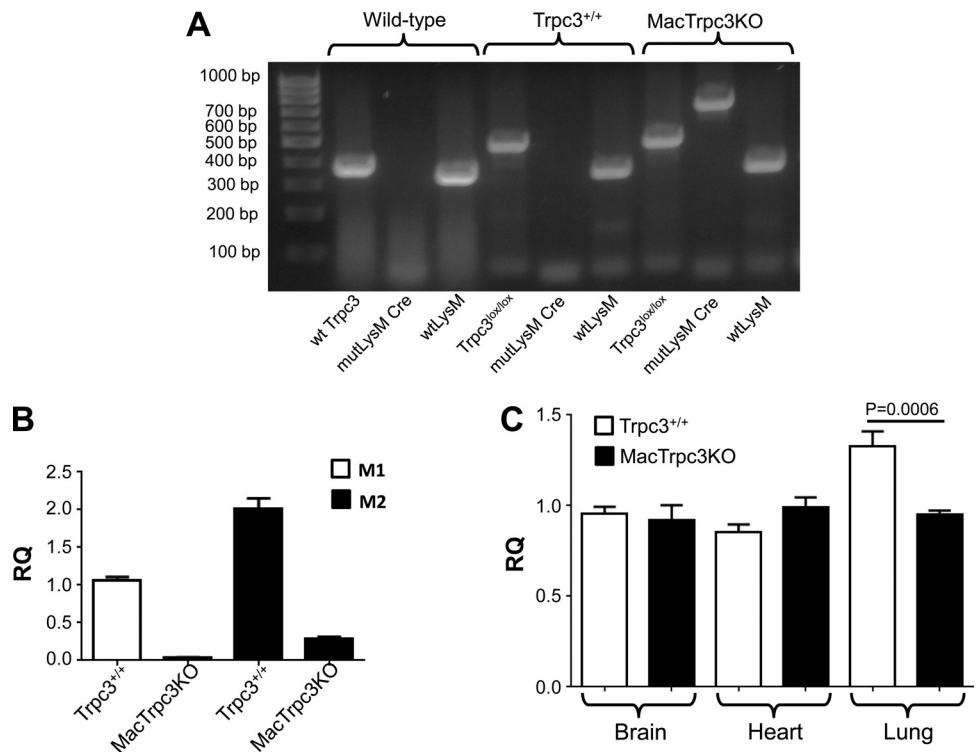 A
Wild-type Trpc3+/+ MacTrpc3KO
1000 bp
700 bp
600 bp
500 bp
400 bp
300 bp
200 bp
100 bp
wt Trpc3 mutLysM Cre wtLysM Trpc3lox/lox mutLysM Cre wtLysM Trpc3lox/lox mutLysM Cre wtLysM
B
M1
M2
RQ
2.5
2.0
1.5
1.0
0.5
0.0
Trpc3+/+ MacTrpc3KO Trpc3+/+ MacTrpc3KO
C
Trpc3+/+
MacTrpc3KO
P=0.0006
RQ
1.5
1.0
0.5
0.0
Brain Heart Lung